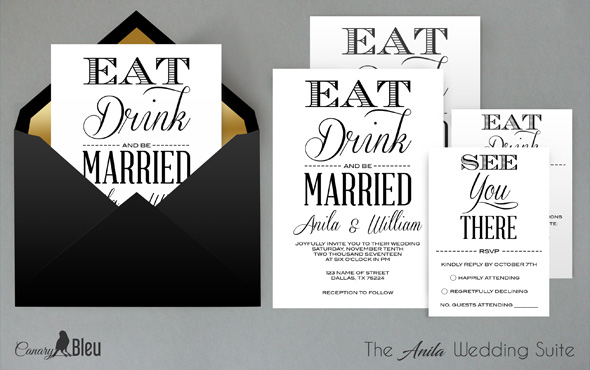 EAT
Drink
AND BE
MARRIED
EAT
EAT
Drink
AND BE
MARRIED
Anila & William
JOYFULLY INVITE YOU TO THEIR WEDDING
SATURDAY, NOVEMBER TENTH
TWO THOUSAND SEVENTEEN
AT SIX O'CLOCK IN PM
123 NAME OF STREET
DALLAS, TX 76224
RECEPTION TO FOLLOW
EAT
SEE
You
THERE
RSVP
KINDLY REPLY BY OCTOBER 7TH
HAPPILY ATTENDING
REGRETFULLY DECLINING
NO. GUESTS ATTENDING ______
Canary Bleu
The Anila Wedding Suite